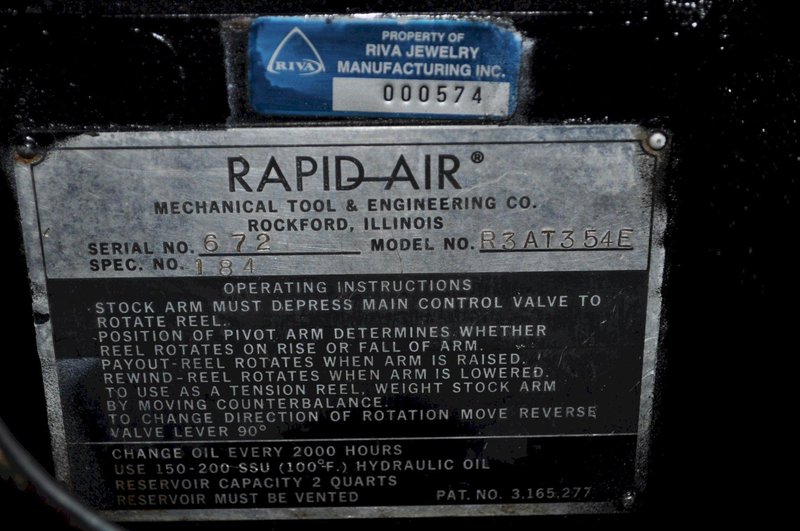 PROPERTY OF
RIVA JEWELRY
MANUFACTURING INC.
RIVA
000574
RAPID-AIR®
MECHANICAL TOOL & ENGINEERING CO.
ROCKFORD, ILLINOIS
SERIAL NO. 672 MODEL NO. R3AT354E
SPEC. NO. 184
OPERATING INSTRUCTIONS
STOCK ARM MUST DEPRESS MAIN CONTROL VALVE TO
ROTATE REEL.
POSITION OF PIVOT ARM DETERMINES WHETHER
REEL ROTATES ON RISE OR FALL OF ARM.
PAYOUT-REEL ROTATES WHEN ARM IS RAISED.
REWIND-REEL ROTATES WHEN ARM IS LOWERED.
TO USE AS A TENSION REEL, WEIGHT STOCK ARM
BY MOVING COUNTERBALANCE.
TO CHANGE DIRECTION OF ROTATION MOVE REVERSE
VALVE LEVER 90°
CHANGE OIL EVERY 2000 HOURS
USE 150-200 SSU (100°F.) HYDRAULIC OIL
RESERVOIR CAPACITY 2 QUARTS
RESERVOIR MUST BE VENTED PAT. NO. 3,165,277